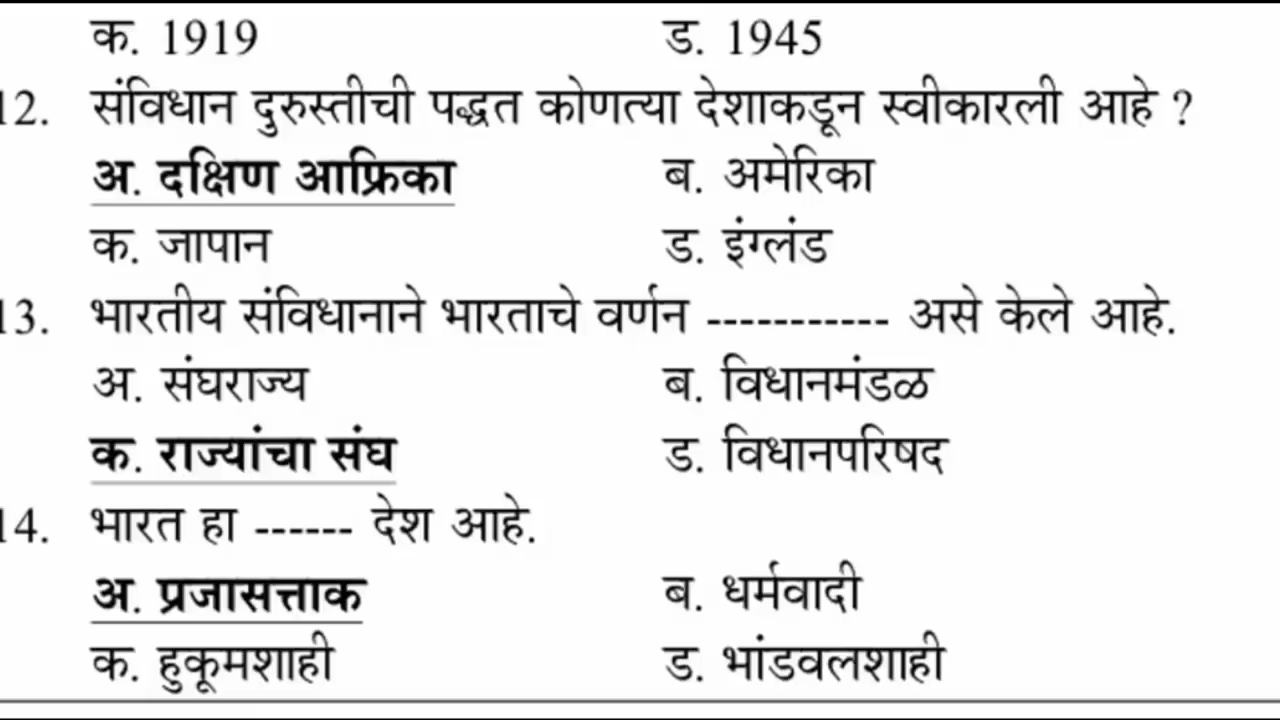 क. 1919 ड. 1945
12. संविधान दुरुस्तीची पद्धत कोणत्या देशाकडून स्वीकारली आहे ?
अ. दक्षिण आफ्रिका ब. अमेरिका
क. जापान ड. इंग्लंड
13. भारतीय संविधानाने भारताचे वर्णन ----------- असे केले आहे.
अ. संघराज्य ब. विधानमंडळ
क. राज्यांचा संघ ड. विधानपरिषद
14. भारत हा ------ देश आहे.
अ. प्रजासत्ताक ब. धर्मवादी
क. हुकूमशाही ड. भांडवलशाही